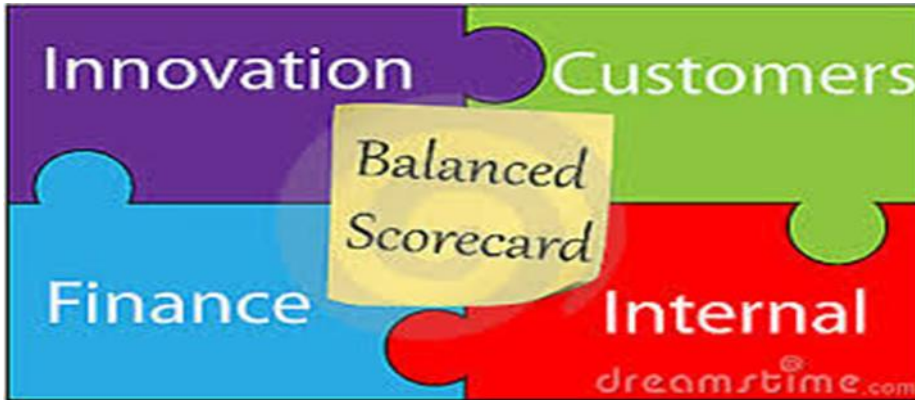 Innovation
Customers
Balanced
Scorecard
Finance
Internal
dreamstime.com